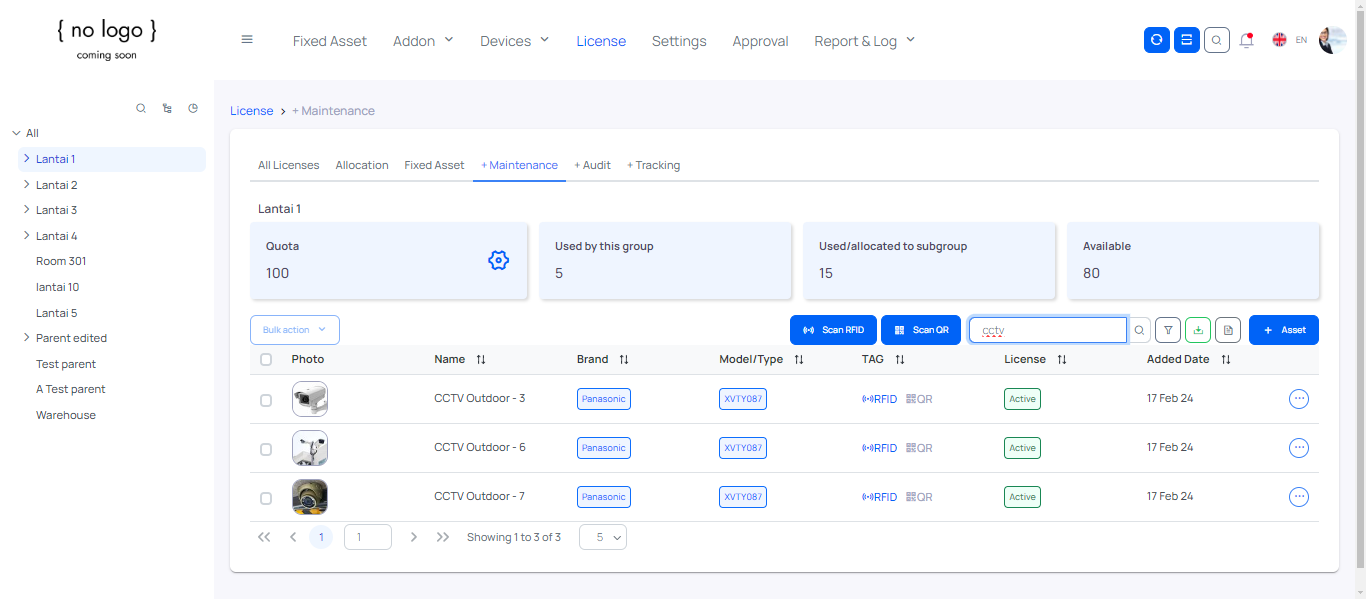 { no logo }
coming soon
Fixed Asset Addon Devices License Settings Approval Report & Log EN
All
Lantai 1
Lantai 2
Lantai 3
Lantai 4
Room 301
lantai 10
Lantai 5
Parent edited
Test parent
A Test parent
Warehouse
License > + Maintenance
All Licenses Allocation Fixed Asset + Maintenance + Audit + Tracking
Lantai 1
Quota Used by this group Used/allocated to subgroup Available
100 5 15 80
Bulk action Scan RFID Scan QR cctv + Asset
Photo Name Brand Model/Type TAG License Added Date
CCTV Outdoor - 3 Panasonic XVTY087 RFID QR Active 17 Feb 24
CCTV Outdoor - 6 Panasonic XVTY087 RFID QR Active 17 Feb 24
CCTV Outdoor - 7 Panasonic XVTY087 RFID QR Active 17 Feb 24
1 1 Showing 1 to 3 of 3 5